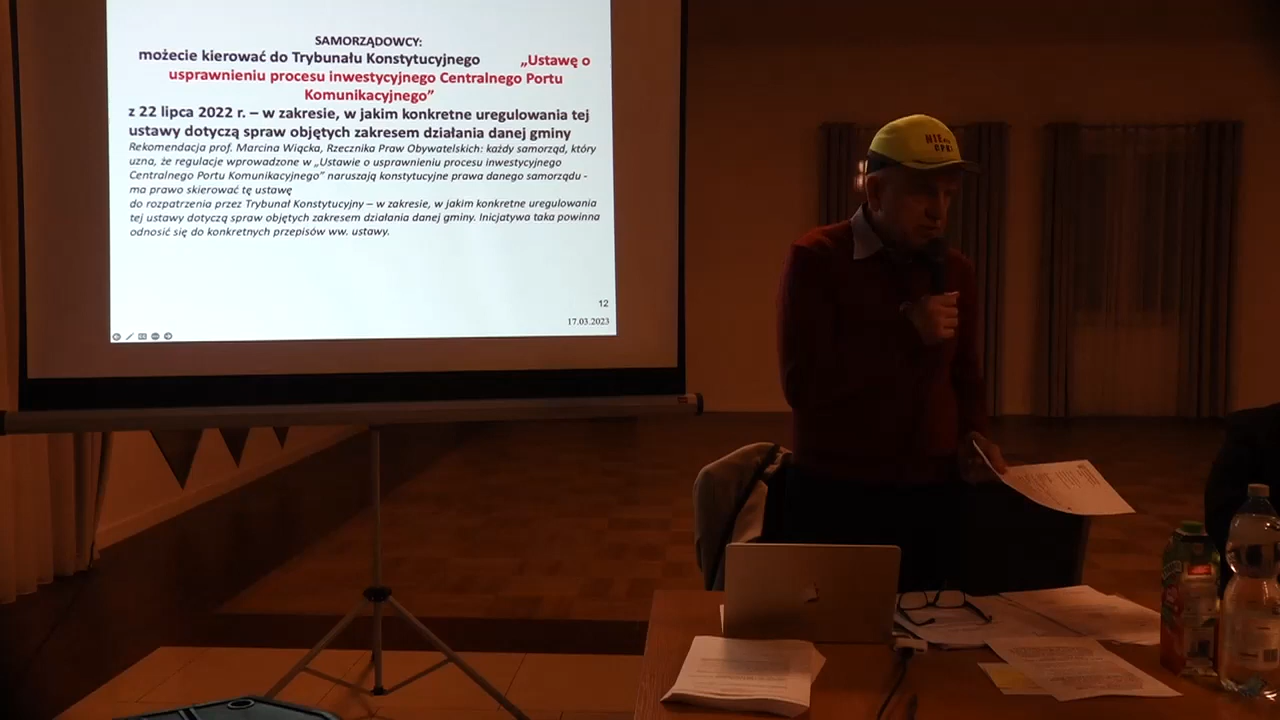 SAMORZĄDOWCY:
możecie kierować do Trybunału Konstytucyjnego „Ustawę o
usprawnieniu procesu inwestycyjnego Centralnego Portu
Komunikacyjnego”
z 22 lipca 2022 r. – w zakresie, w jakim konkretne uregulowania tej
ustawy dotyczą spraw objętych zakresem działania danej gminy
Rekomendacja prof. Marcina Wiącka, Rzecznika Praw Obywatelskich: każdy samorząd, który
uzna, że regulacje wprowadzone w „Ustawie o usprawnieniu procesu inwestycyjnego
Centralnego Portu Komunikacyjnego” naruszają konstytucyjne prawa danego samorządu -
ma prawo skierować tę ustawę
do rozpatrzenia przez Trybunał Konstytucyjny – w zakresie, w jakim konkretne uregulowania
tej ustawy dotyczą spraw objętych zakresem działania danej gminy. Inicjatywa taka powinna
odnosić się do konkretnych przepisów ww. ustawy.
12
17.03.2023
NIE